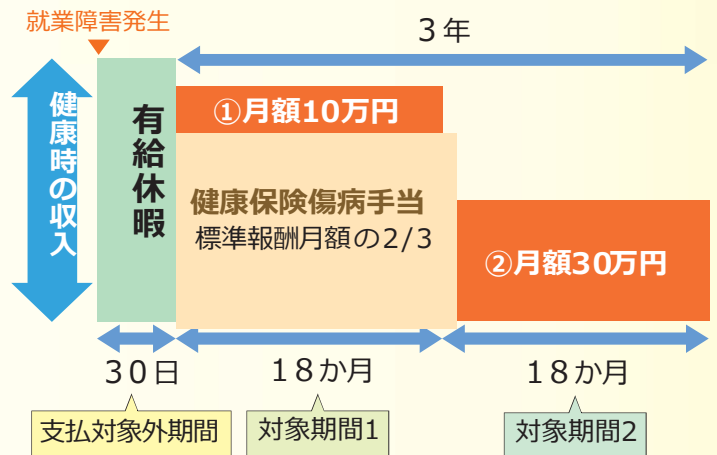 就業障害発生
3年
健康時の収入
有給休暇
①月額10万円
健康保険傷病手当
標準報酬月額の2/3
②月額30万円
30日
18か月
18か月
支払対象外期間
対象期間1
対象期間2